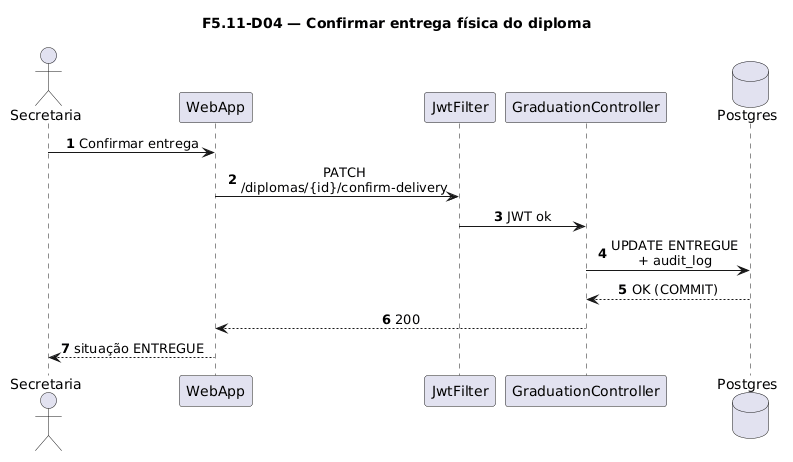 F5.11-D04 — Confirmar entrega física do diploma
Secretaria
WebApp
JwtFilter
GraduationController
Postgres
1 Confirmar entrega
2 PATCH
/diplomas/{id}/confirm-delivery
3 JWT ok
4 UPDATE ENTREGUE
+ audit_log
5 OK (COMMIT)
6 200
7 situação ENTREGUE
Secretaria
WebApp
JwtFilter
GraduationController
Postgres